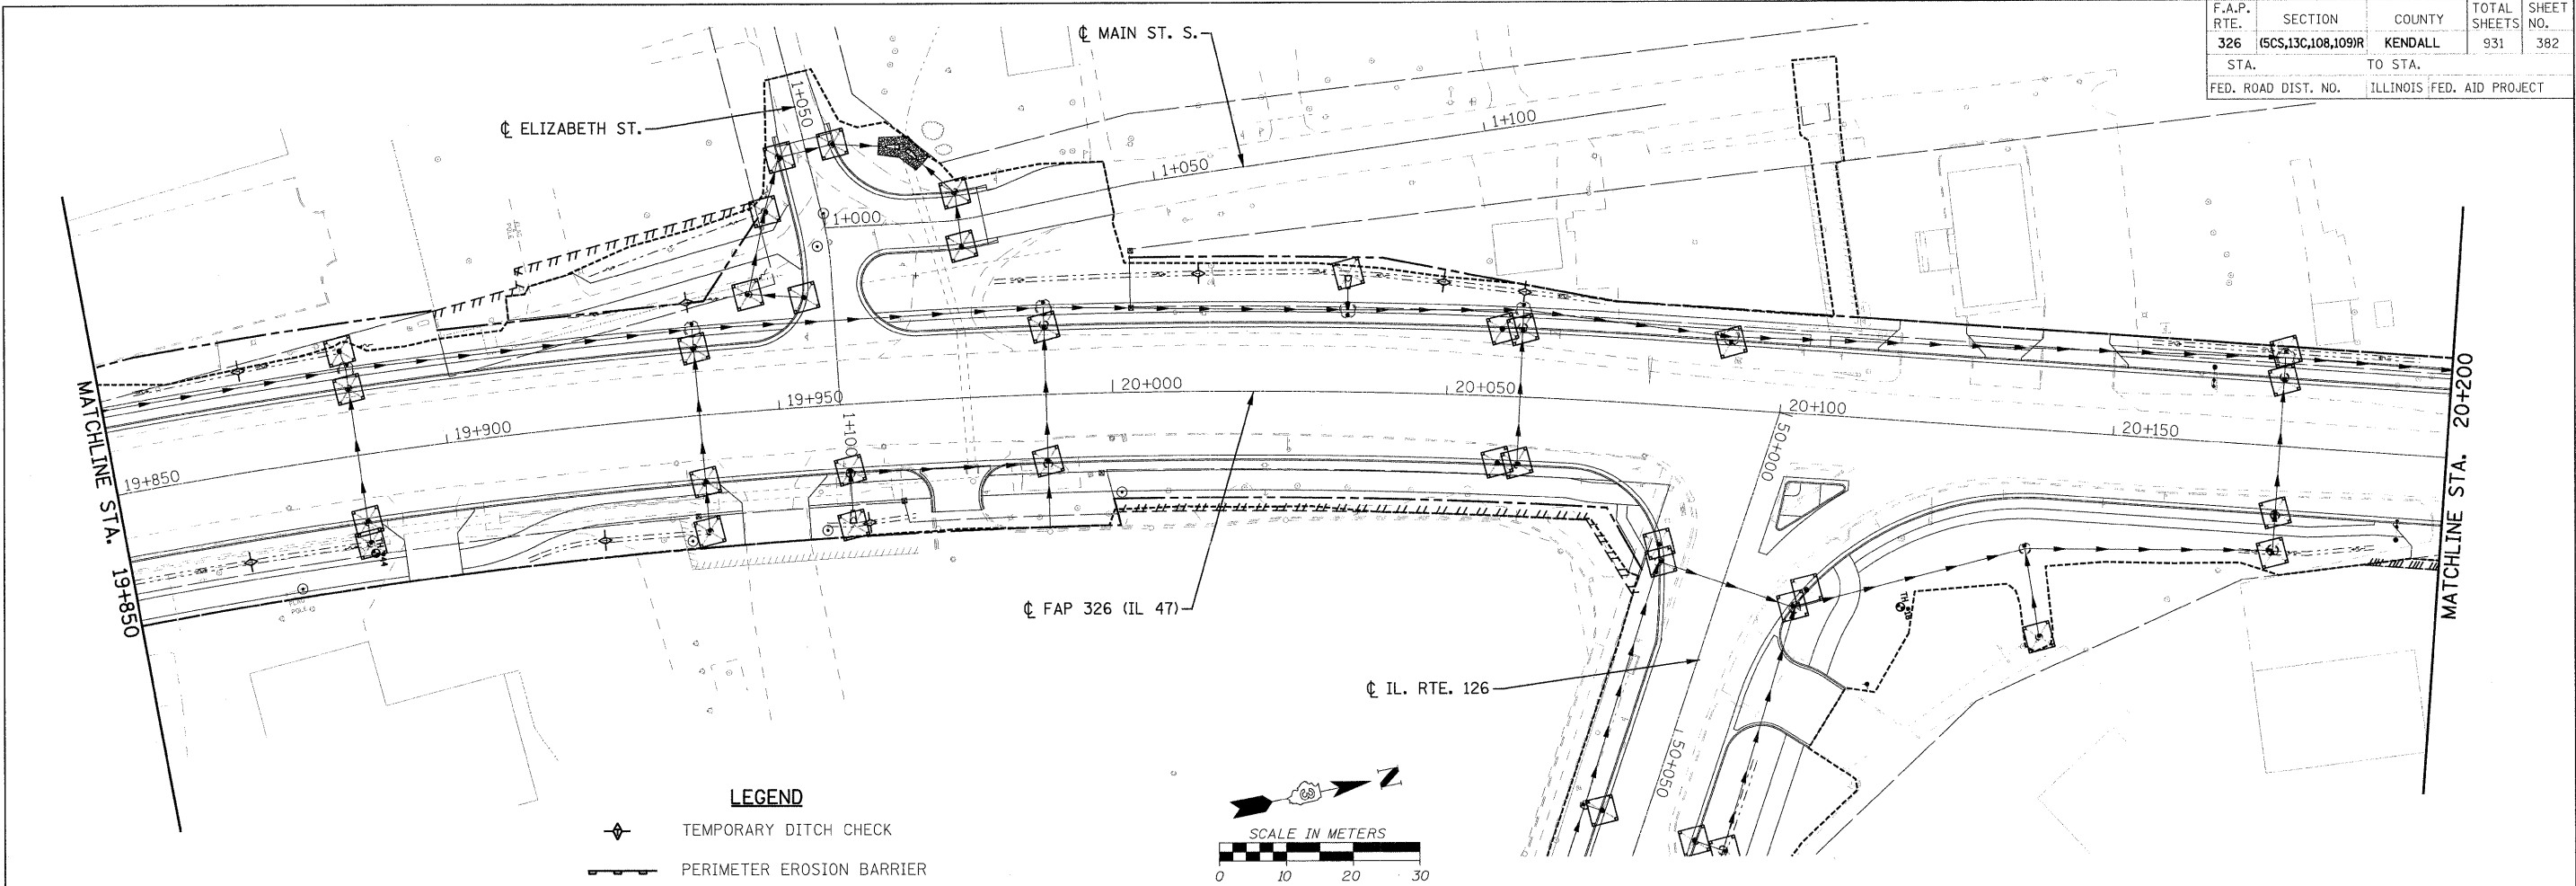 F.A.P. RTE. SECTION COUNTY TOTAL SHEETS SHEET NO.
326 (5CS,13C,108,109)R KENDALL 931 382
STA. TO STA.
FED. ROAD DIST. NO. ILLINOIS FED. AID PROJECT
℄ MAIN ST. S.
℄ ELIZABETH ST.
1+050
1+100
1+050
1+000
MATCHLINE STA. 19+850
19+850
19+900
19+950
1+100
20+000
20+050
20+100
20+150
50+000
MATCHLINE STA. 20+200
℄ FAP 326 (IL 47)
TH
℄ IL. RTE. 126
50+050
LEGEND
TEMPORARY DITCH CHECK
PERIMETER EROSION BARRIER
N
SCALE IN METERS
0 10 20 30